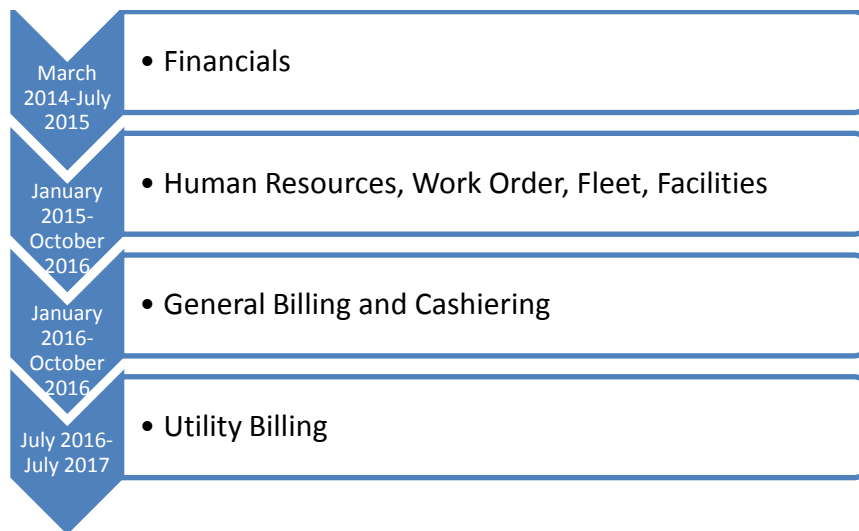 March
2014-July
2015
• Financials
January
2015-
October
2016
• Human Resources, Work Order, Fleet, Facilities
January
2016-
October
2016
• General Billing and Cashiering
July 2016-
July 2017
• Utility Billing